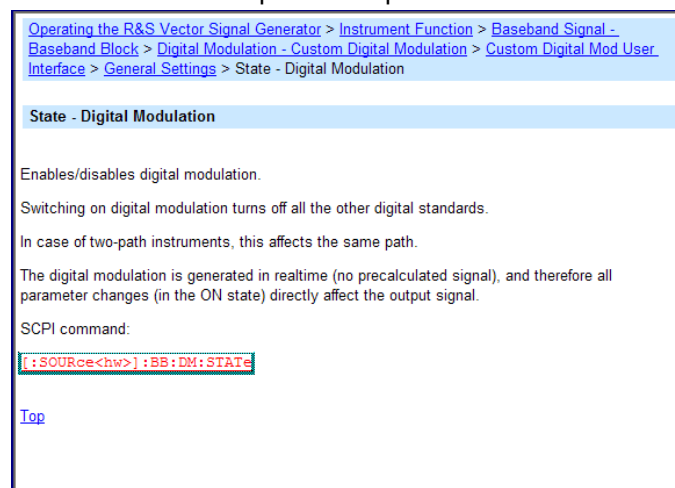 Operating the R&S Vector Signal Generator > Instrument Function > Baseband Signal -
Baseband Block > Digital Modulation - Custom Digital Modulation > Custom Digital Mod User
Interface > General Settings > State - Digital Modulation
State - Digital Modulation
Enables/disables digital modulation.
Switching on digital modulation turns off all the other digital standards.
In case of two-path instruments, this affects the same path.
The digital modulation is generated in realtime (no precalculated signal), and therefore all
parameter changes (in the ON state) directly affect the output signal.
SCPI command:
[:SOURce<hw>]:BB:DM:STATe
Top